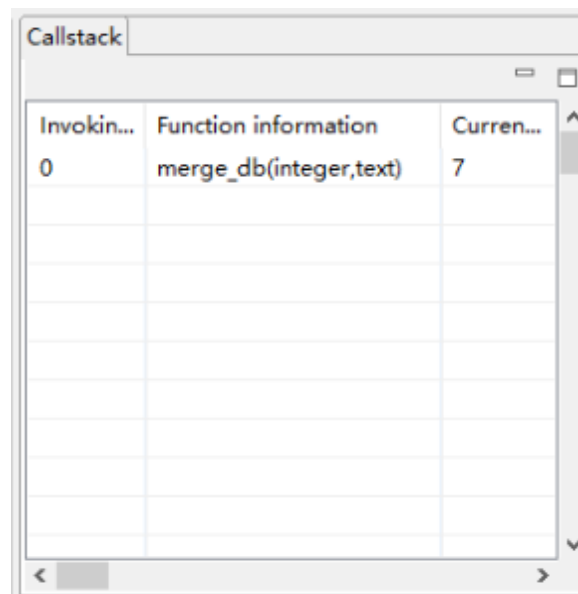 Callstack
Invokin... Function information Curren...
0 merge_db(integer,text) 7